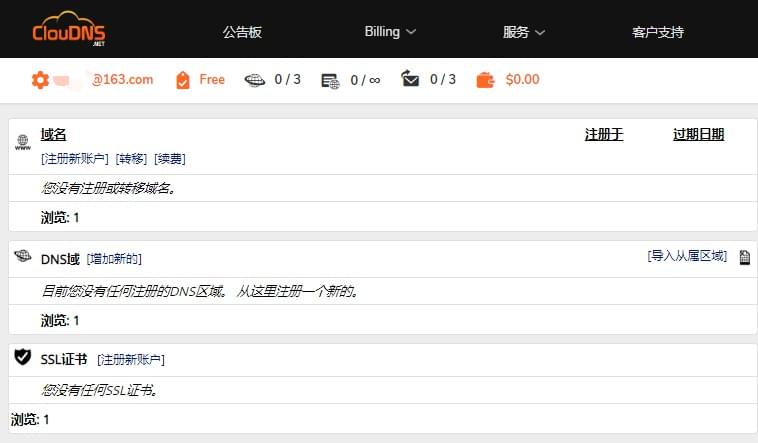 ClouDNS
.NET
公告板 Billing 服务 客户支持
@163.com Free 0 / 3 0 / ∞ 0 / 3 $0.00
www 域名 注册于 过期日期
[注册新账户] [转移] [续费]
您没有注册或转移域名。
浏览: 1
DNS域 [增加新的] [导入从属区域]
目前您没有任何注册的DNS区域。 从这里注册一个新的。
浏览: 1
SSL证书 [注册新账户]
您没有任何SSL证书。
浏览: 1